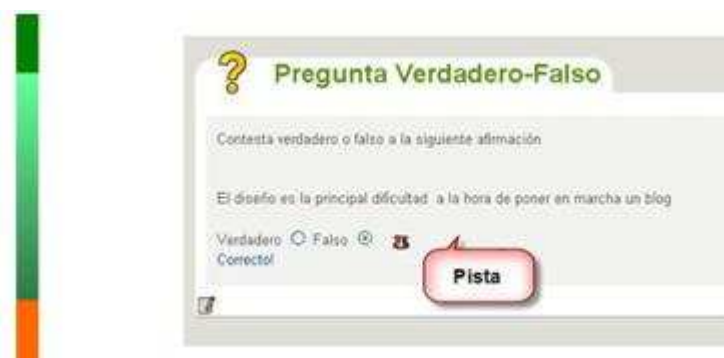 Pregunta Verdadero-Falso
Contesta verdadero o falso a la siguiente afirmación
El diseño es la principal dificultad a la hora de poner en marcha un blog
Verdadero Falso
Correcto!
Pista